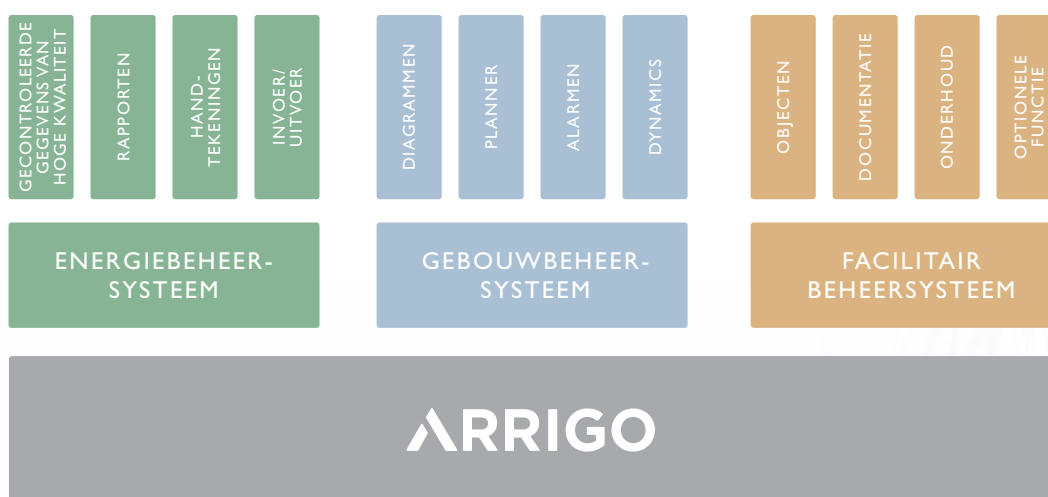 GECONTROLEERDE
GEGEVENS VAN
HOGE KWALITEIT
RAPPORTEN
HAND-
TEKENINGEN
INVOER/
UITVOER
DIAGRAMMEN
PLANNER
ALARMEN
DYNAMICS
OBJECTEN
DOCUMENTATIE
ONDERHOUD
OPTIONELE
FUNCTIE
ENERGIEBEHEER-
SYSTEEM
GEBOUWBEHEER-
SYSTEEM
FACILITAIR
BEHEERSYSTEEM
ARRIGO